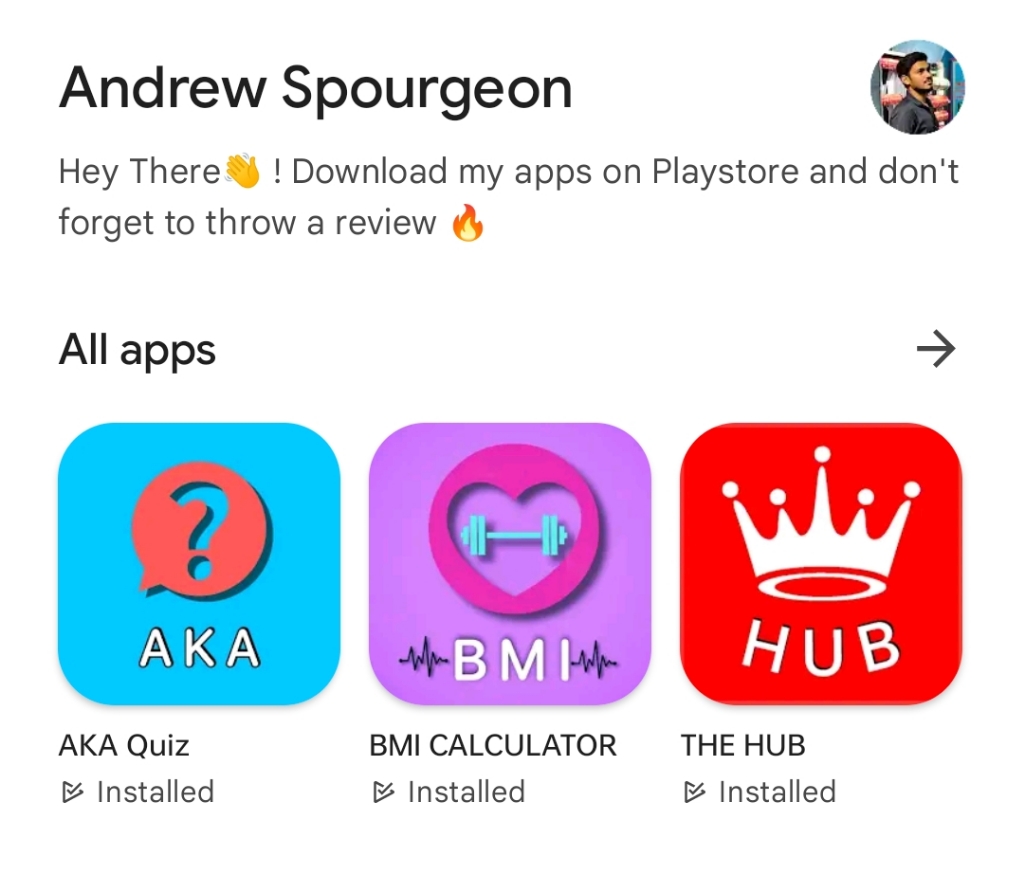 Andrew Spourgeon
Hey There👋 ! Download my apps on Playstore and don't
forget to throw a review 🔥
All apps
?
AKA
BMI
HUB
AKA Quiz
BMI CALCULATOR
THE HUB
Installed
Installed
Installed